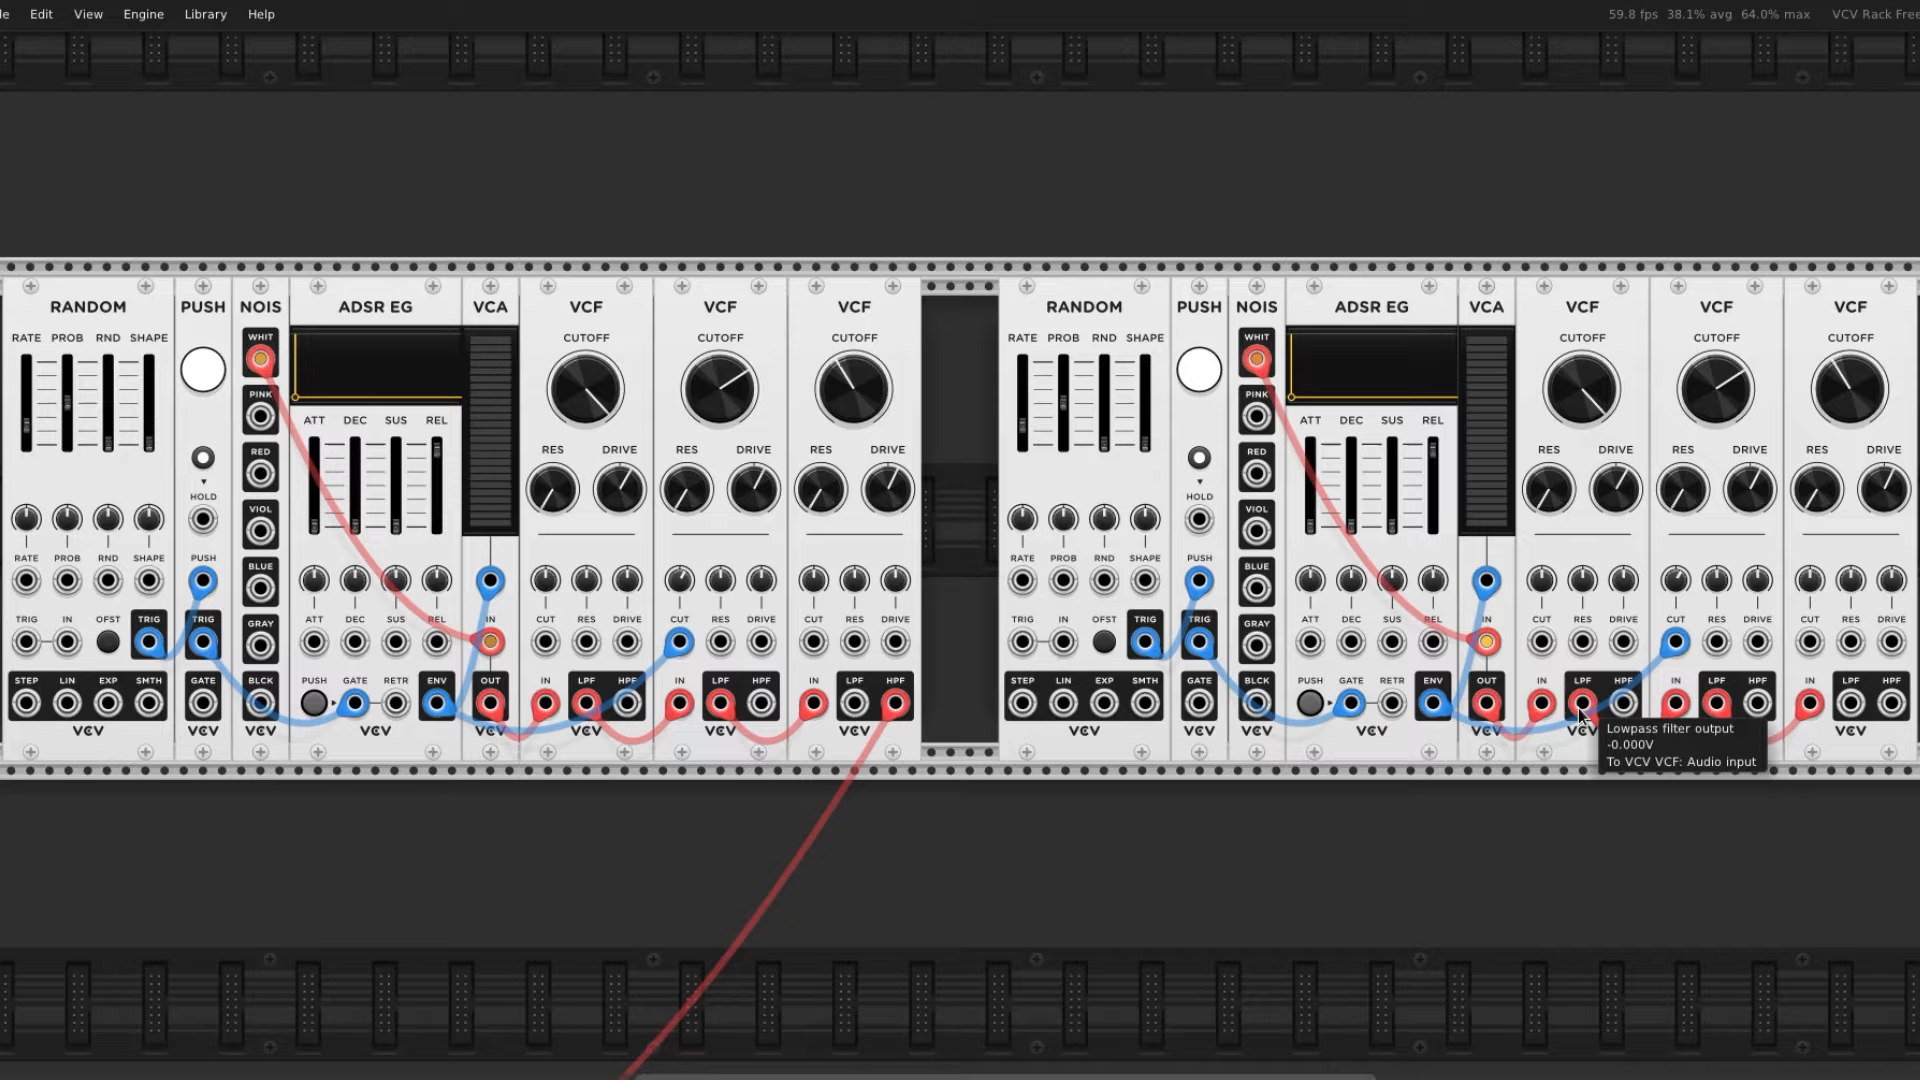 le Edit View Engine Library Help 59.8 fps 38.1% avg 64.0% max VCV Rack Free
RANDOM PUSH NOIS ADSR EG VCA VCF VCF VCF RANDOM PUSH NOIS ADSR EG VCA VCF VCF VCF
RATE PROB RND SHAPE WHIT CUTOFF CUTOFF CUTOFF RATE PROB RND SHAPE WHIT CUTOFF CUTOFF CUTOFF
PINK PINK
ATT DEC SUS REL ATT DEC SUS REL
RED RES DRIVE RES DRIVE RES DRIVE RED RES DRIVE RES DRIVE RES DRIVE
HOLD VIOL HOLD VIOL
RATE PROB RND SHAPE PUSH BLUE RATE PROB RND SHAPE PUSH BLUE
TRIG IN OFST TRIG TRIG GRAY ATT DEC SUS REL IN CUT RES DRIVE CUT RES DRIVE CUT RES DRIVE TRIG IN OFST TRIG TRIG GRAY ATT DEC SUS REL IN CUT RES DRIVE CUT RES DRIVE CUT RES DRIVE
STEP LIN EXP SMTH GATE BLCK PUSH GATE RETR ENV OUT IN LPF HPF IN LPF HPF IN LPF HPF STEP LIN EXP SMTH GATE BLCK PUSH GATE RETR ENV OUT IN LPF HPF IN LPF HPF IN LPF HPF
VCV VCV VCV VCV VCV VCV VCV VCV VCV VCV VCV VCV VCV VCV VCV
Lowpass filter output
-0.000V
To VCV VCF: Audio input